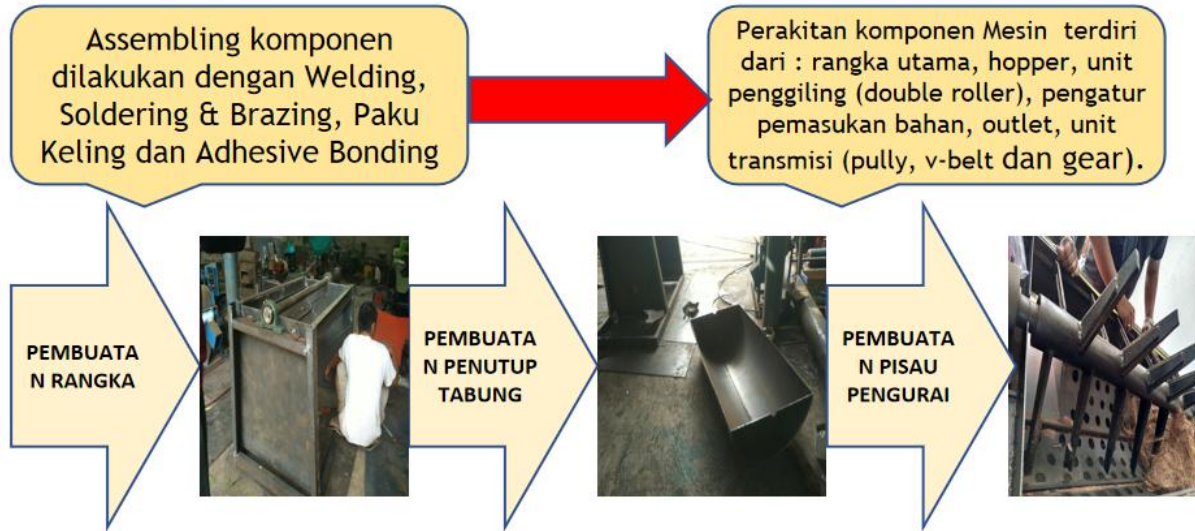 Assembling komponen
dilakukan dengan Welding,
Soldering & Brazing, Paku
Keling dan Adhesive Bonding
Perakitan komponen Mesin terdiri
dari : rangka utama, hopper, unit
penggiling (double roller), pengatur
pemasukan bahan, outlet, unit
transmisi (pully, v-belt dan gear).
PEMBUATA
N RANGKA
PEMBUATA
N PENUTUP
TABUNG
PEMBUATA
N PISAU
PENGURAI